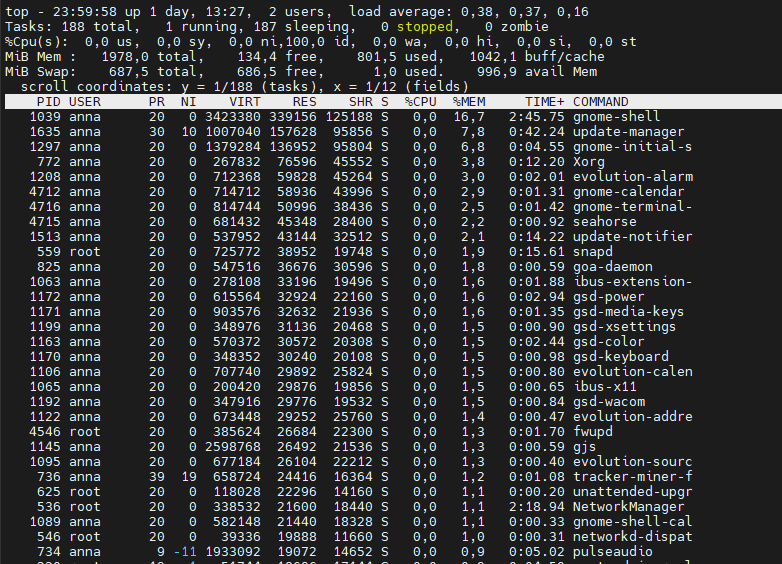 top - 23:59:58 up 1 day, 13:27,  2 users,  load average: 0,38, 0,37, 0,16
Tasks: 188 total,   1 running, 187 sleeping,   0 stopped,   0 zombie
%Cpu(s):  0,0 us,  0,0 sy,  0,0 ni,100,0 id,  0,0 wa,  0,0 hi,  0,0 si,  0,0 st
MiB Mem :   1978,0 total,    134,4 free,    801,5 used,   1042,1 buff/cache
MiB Swap:    687,5 total,    686,5 free,      1,0 used.    996,9 avail Mem
  scroll coordinates: y = 1/188 (tasks), x = 1/12 (fields)
PID USER      PR  NI    VIRT    RES    SHR S  %CPU  %MEM     TIME+ COMMAND
1039 anna      20   0 3423380 339156 125188 S   0,0  16,7   2:45.75 gnome-shell
1635 anna      30  10 1007040 157628  95856 S   0,0   7,8   0:42.24 update-manager
1297 anna      20   0 1379284 136952  95804 S   0,0   6,8   0:04.55 gnome-initial-s
772 anna      20   0  267832  76596  45552 S   0,0   3,8   0:12.20 Xorg
1208 anna      20   0  712368  59828  45264 S   0,0   3,0   0:02.01 evolution-alarm
4712 anna      20   0  714712  58936  43996 S   0,0   2,9   0:01.31 gnome-calendar
4716 anna      20   0  814744  50996  38436 S   0,0   2,5   0:01.42 gnome-terminal-
4715 anna      20   0  681432  45348  28400 S   0,0   2,2   0:00.92 seahorse
1513 anna      20   0  537952  43144  32512 S   0,0   2,1   0:14.22 update-notifier
559 root      20   0  725772  38952  19748 S   0,0   1,9   0:15.61 snapd
825 anna      20   0  547516  36676  30596 S   0,0   1,8   0:00.59 goa-daemon
1063 anna      20   0  278108  33196  19496 S   0,0   1,6   0:01.88 ibus-extension-
1172 anna      20   0  615564  32924  22160 S   0,0   1,6   0:02.94 gsd-power
1171 anna      20   0  903576  32632  21936 S   0,0   1,6   0:01.35 gsd-media-keys
1199 anna      20   0  348976  31136  20468 S   0,0   1,5   0:00.90 gsd-xsettings
1163 anna      20   0  570372  30572  20308 S   0,0   1,5   0:02.44 gsd-color
1170 anna      20   0  348352  30240  20108 S   0,0   1,5   0:00.98 gsd-keyboard
1106 anna      20   0  707740  29892  25824 S   0,0   1,5   0:00.80 evolution-calen
1065 anna      20   0  200420  29876  19856 S   0,0   1,5   0:00.65 ibus-x11
1192 anna      20   0  347916  29776  19532 S   0,0   1,5   0:00.84 gsd-wacom
1122 anna      20   0  673448  29252  25760 S   0,0   1,4   0:00.47 evolution-addre
4546 root      20   0  385624  26684  22300 S   0,0   1,3   0:01.70 fwupd
1145 anna      20   0 2598768  26492  21536 S   0,0   1,3   0:00.59 gjs
1095 anna      20   0  677184  26104  22212 S   0,0   1,3   0:00.40 evolution-sourc
736 anna      39  19  658724  24416  16364 S   0,0   1,2   0:01.08 tracker-miner-f
625 root      20   0  118028  22296  14160 S   0,0   1,1   0:00.20 unattended-upgr
536 root      20   0  338532  21600  18440 S   0,0   1,1   2:18.94 NetworkManager
1089 anna      20   0  582148  21440  18328 S   0,0   1,1   0:00.33 gnome-shell-cal
546 root      20   0   39336  19888  11660 S   0,0   1,0   0:00.31 networkd-dispat
734 anna       9 -11 1933092  19072  14652 S   0,0   0,9   0:05.02 pulseaudio